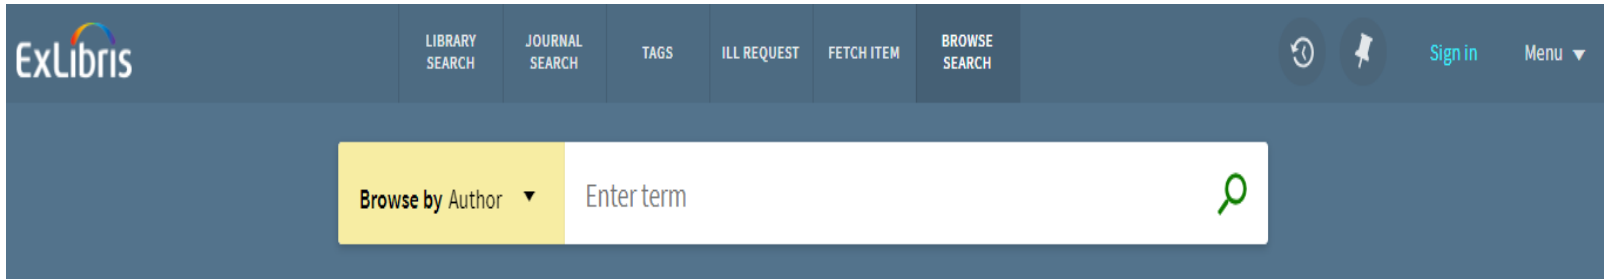 ExLibris
LIBRARY
SEARCH
JOURNAL
SEARCH
TAGS
ILL REQUEST
FETCH ITEM
BROWSE
SEARCH
Sign in
Menu
Browse by Author
Enter term